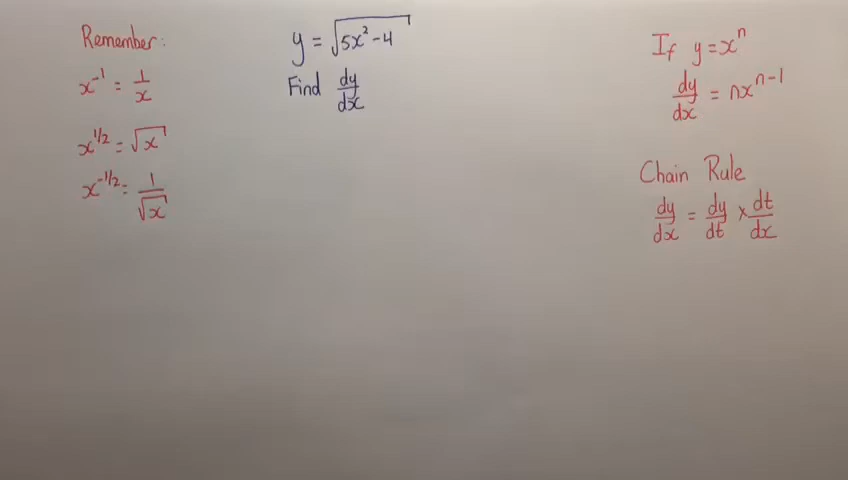 Remember:
x⁻¹ = 1/x
x^1/2 = √x
x^-1/2 = 1/√x
y = √5x² - 4
Find dy/dx
If y = xⁿ
dy/dx = nx^n-1
Chain Rule
dy/dx = dy/dt × dt/dx